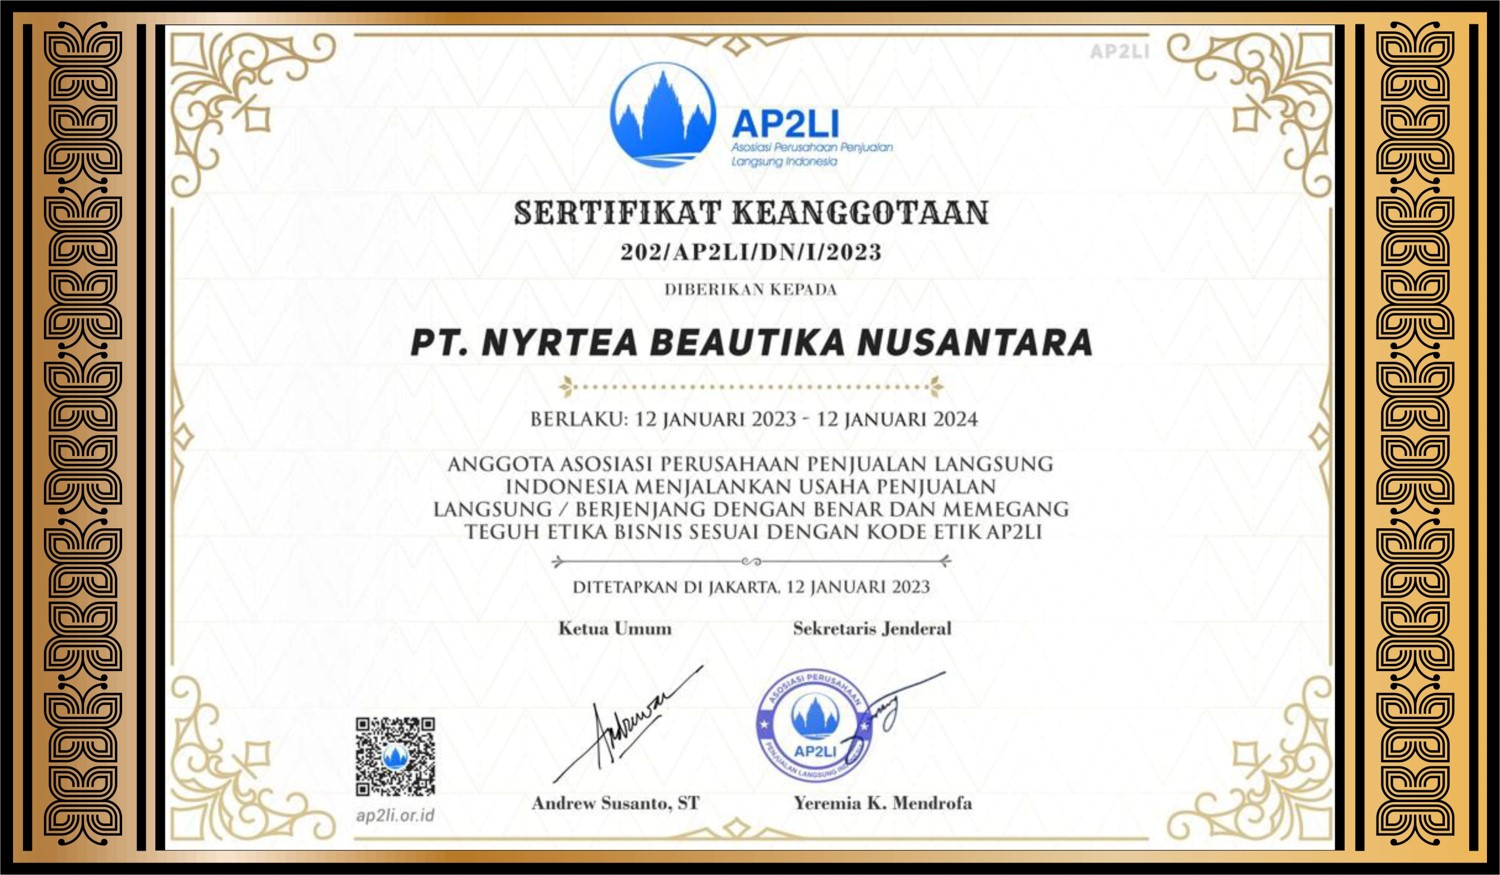 AP2LI
AP2LI
Asosiasi Perusahaan Penjualan
Langsung Indonesia
SERTIFIKAT KEANGGOTAAN
202/AP2LI/DN/I/2023
DIBERIKAN KEPADA
PT. NYRTEA BEAUTIKA NUSANTARA
BERLAKU: 12 JANUARI 2023 - 12 JANUARI 2024
ANGGOTA ASOSIASI PERUSAHAAN PENJUALAN LANGSUNG
INDONESIA MENJALANKAN USAHA PENJUALAN
LANGSUNG / BERJENJANG DENGAN BENAR DAN MEMEGANG
TEGUH ETIKA BISNIS SESUAI DENGAN KODE ETIK AP2LI
DITETAPKAN DI JAKARTA, 12 JANUARI 2023
Ketua Umum
Sekretaris Jenderal
ASOSIASI PERUSAHAAN
AP2LI
PENJUALAN LANGSUNG
Andrew Susanto, ST
Yeremia K. Mendrofa
ap2li.or.id